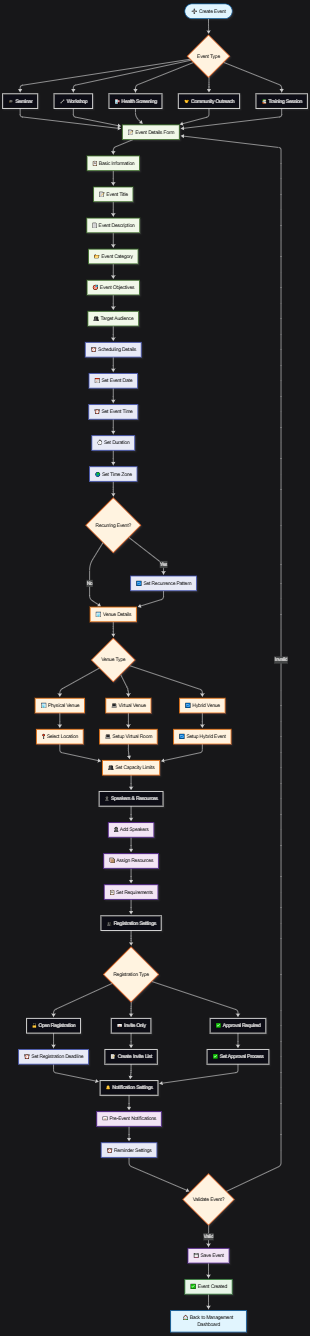 Create Event
Event Type
Seminar
Workshop
Health Screening
Community Outreach
Training Session
Event Details Form
Basic Information
Event Title
Event Description
Event Category
Event Objectives
Target Audience
Scheduling Details
Set Event Date
Set Event Time
Set Duration
Set Time Zone
Recurring Event?
Yes
No
Set Recurrence Pattern
Venue Details
Venue Type
Invalid
Physical Venue
Virtual Venue
Hybrid Venue
Select Location
Setup Virtual Room
Setup Hybrid Event
Set Capacity Limits
Speakers & Resources
Add Speakers
Assign Resources
Set Requirements
Registration Settings
Registration Type
Open Registration
Invite Only
Approval Required
Set Registration Deadline
Create Invite List
Set Approval Process
Notification Settings
Pre-Event Notifications
Reminder Settings
Validate Event?
Valid
Save Event
Event Created
Back to Management
Dashboard